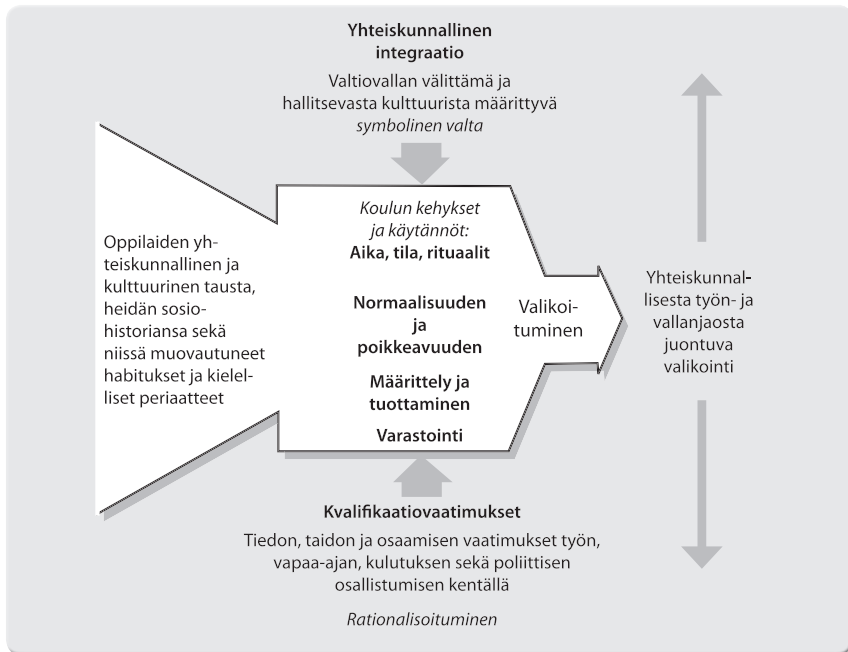 Yhteiskunnallinen
integraatio
Valtiovallan välittämä ja
hallitsevasta kulttuurista määrittyvä
symbolinen valta
Oppilaiden yh-
teiskunnallinen ja
kulttuurinen tausta,
heidän sosio-
historiansa sekä
niissä muovautuneet
habitukset ja kielel-
liset periaatteet
Koulun kehykset
ja käytännöt:
Aika, tila, rituaalit
Normaalisuuden
ja
poikkeavuuden
Määrittely ja
tuottaminen
Varastointi
Valikoi-
tuminen
Yhteiskunnal-
lisesta työn- ja
vallanjaosta
juontuva
valikointi
Kvalifikaatiovaatimukset
Tiedon, taidon ja osaamisen vaatimukset työn,
vapaa-ajan, kulutuksen sekä poliittisen
osallistumisen kentällä
Rationalisoituminen